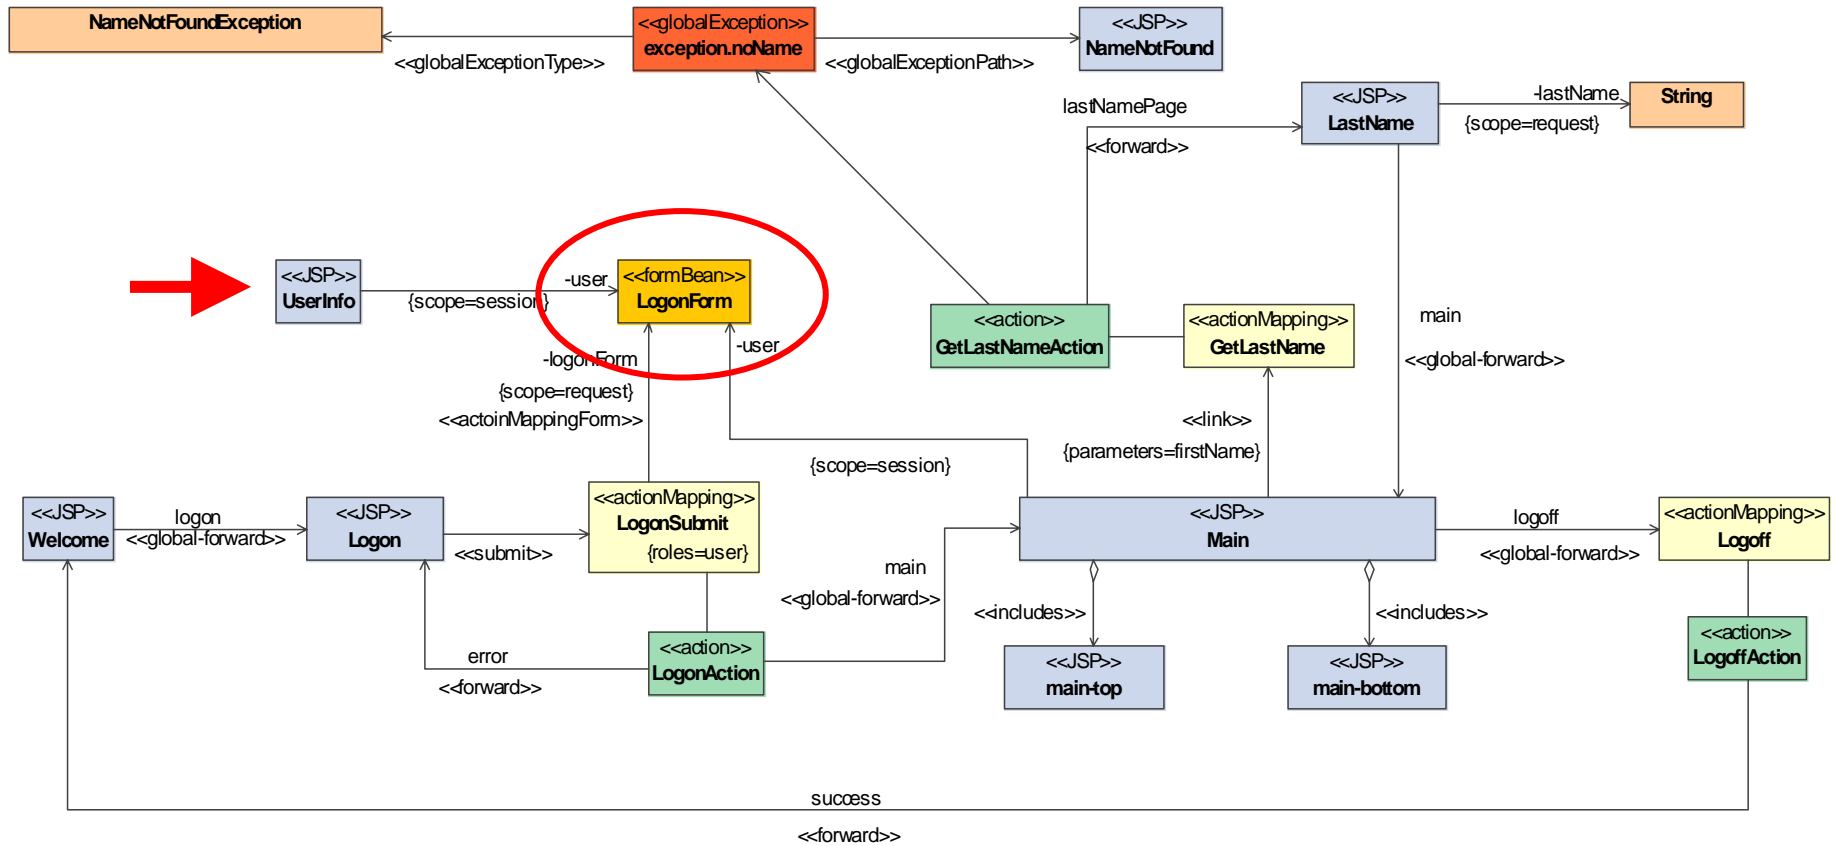 NameNotFoundException
<<globalException>>
exception.noName
<<JSP>>
NameNotFound
<<globalExceptionType>>
<<globalExceptionPath>>
lastNamePage
<<forward>>
<<JSP>>
LastName
-lastName
{scope=request}
String
<<JSP>>
UserInfo
-user
{scope=session}
<<formBean>>
LogonForm
-logonForm
{scope=request}
<<actoinMappingForm>>
-user
{scope=session}
<<action>>
GetLastNameAction
<<actionMapping>>
GetLastName
main
<<global-forward>>
<<link>>
{parameters=firstName}
<<JSP>>
Welcome
logon
<<global-forward>>
<<JSP>>
Logon
<<submit>>
<<actionMapping>>
LogonSubmit
{roles=user}
main
<<global-forward>>
<<JSP>>
Main
logoff
<<global-forward>>
<<actionMapping>>
Logoff
<<includes>>
<<includes>>
error
<<forward>>
<<action>>
LogonAction
<<JSP>>
main-top
<<JSP>>
main-bottom
<<action>>
LogoffAction
success
<<forward>>